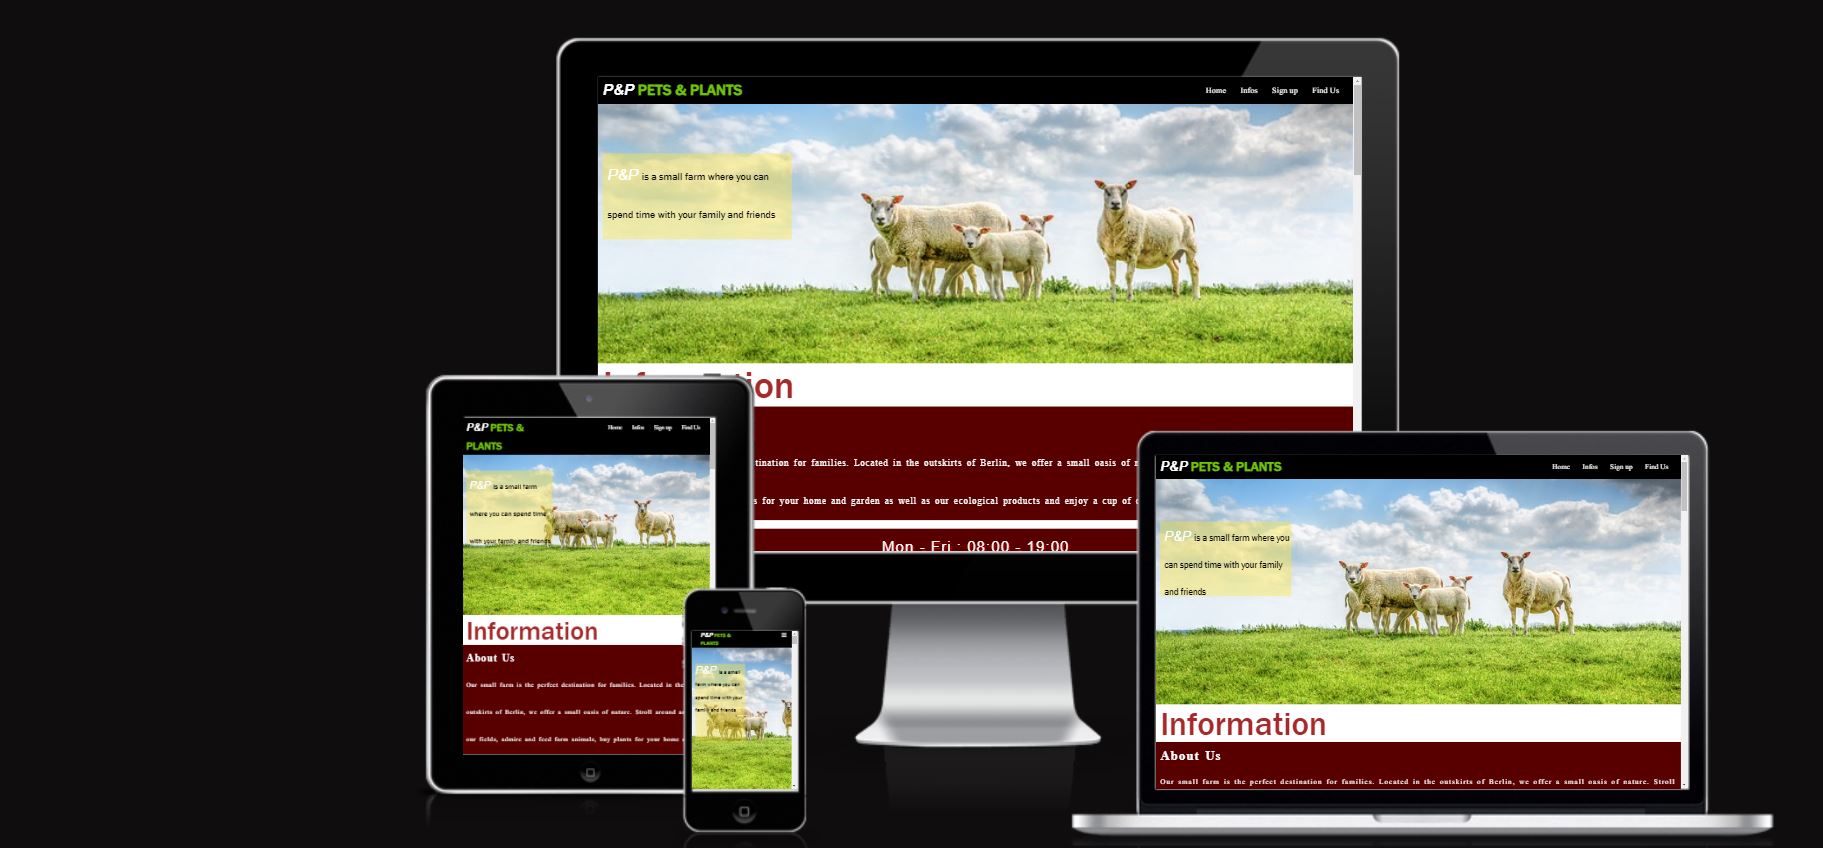 P&P PETS & PLANTS
Home Infos Sign up Find Us
P&P is a small farm where you can
spend time with your family and friends
tion
tination for families. Located in the outskirts of Berlin, we offer a small oasis of
s for your home and garden as well as our ecological products and enjoy a cup of
Mon - Fri : 08:00 - 19:00
P&P PETS &
PLANTS
Home Infos Sign up Find Us
P&P is a small farm
where you can spend time
with your family and friends
Information
About Us
Our small farm is the perfect destination for families. Located in the
outskirts of Berlin, we offer a small oasis of nature. Stroll around
our fields, admire and feed farm animals, buy plants for your home
P&P PETS &
PLANTS
P&P is a small
farm where you can
spend time with your
family and friends
P&P PETS & PLANTS
Home Infos Sign up Find Us
P&P is a small farm where you
can spend time with your family
and friends
Information
About Us
Our small farm is the perfect destination for families. Located in the outskirts of Berlin, we offer a small oasis of nature. Stroll